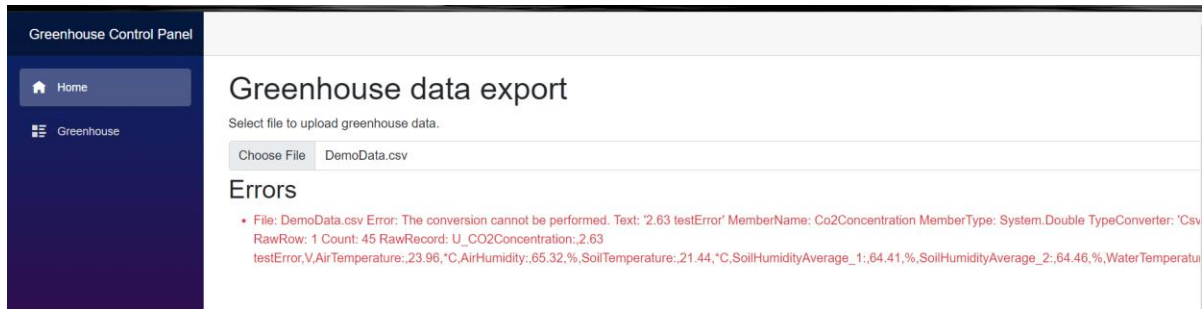 Greenhouse Control Panel
Home
Greenhouse
Greenhouse data export
Select file to upload greenhouse data.
Choose File DemoData.csv
Errors
• File: DemoData.csv Error: The conversion cannot be performed. Text: '2.63 testError' MemberName: Co2Concentration MemberType: System.Double TypeConverter: 'Csv
RawRow: 1 Count: 45 RawRecord: U_CO2Concentration:,2.63
testError,V,AirTemperature:,23.96,*C,AirHumidity:,65.32,%,SoilTemperature:,21.44,*C,SoilHumidityAverage_1:,64.41,%,SoilHumidityAverage_2:,64.46,%,WaterTemperatu